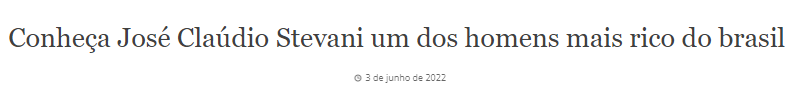 Conheça José Claúdio Stevani um dos homens mais rico do brasil
3 de junho de 2022